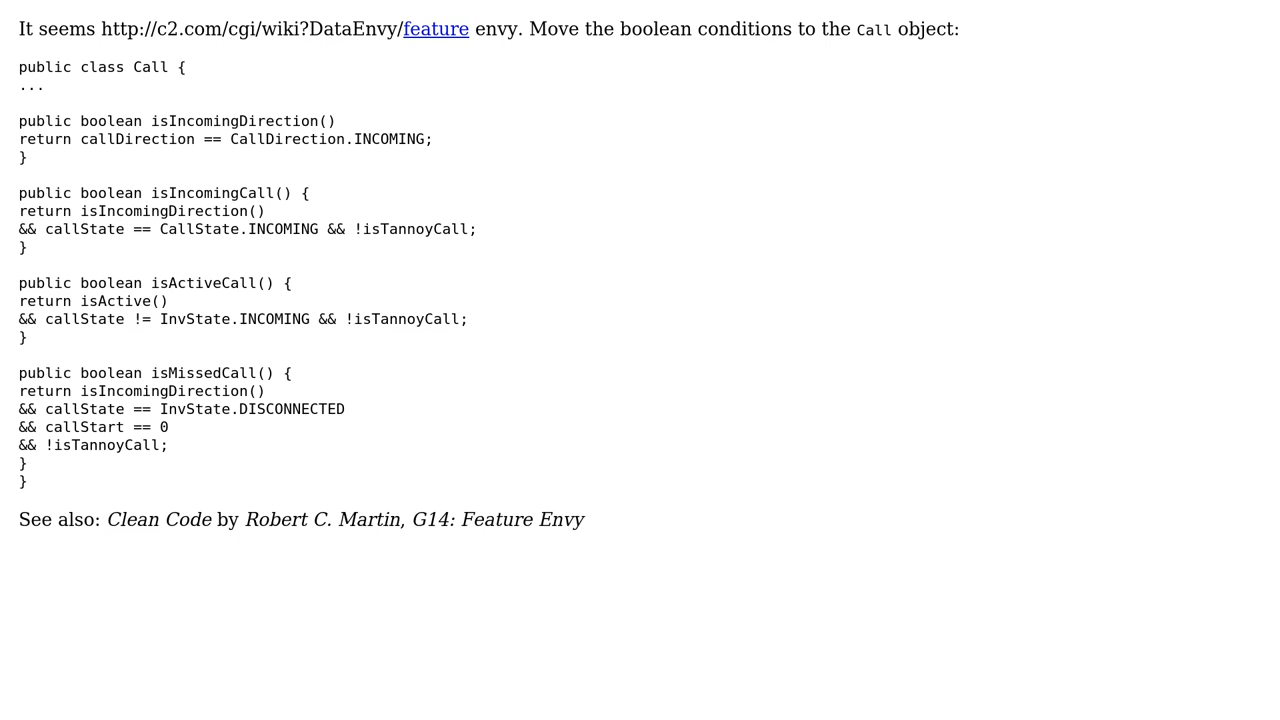 It seems http://c2.com/cgi/wiki?DataEnvy/feature envy. Move the boolean conditions to the Call object:
public class Call {
...
public boolean isIncomingDirection()
return callDirection == CallDirection.INCOMING;
}
public boolean isIncomingCall() {
return isIncomingDirection()
&& callState == CallState.INCOMING && !isTannoyCall;
}
public boolean isActiveCall() {
return isActive()
&& callState != InvState.INCOMING && !isTannoyCall;
}
public boolean isMissedCall() {
return isIncomingDirection()
&& callState == InvState.DISCONNECTED
&& callStart == 0
&& !isTannoyCall;
}
}
See also: Clean Code by Robert C. Martin, G14: Feature Envy